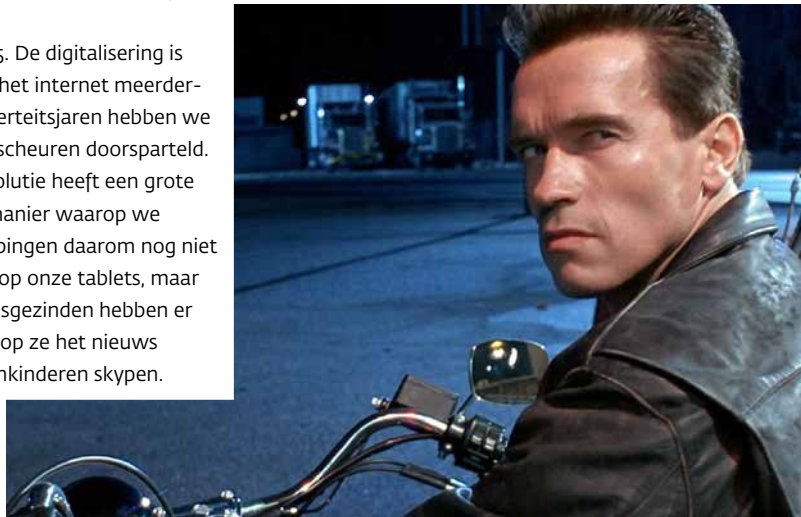 5. De digitalisering is
het internet meerder-
erteitsjaren hebben we
scheuren doorsparteld.
olutie heeft een grote
manier waarop we
pingen daarom nog niet
op onze tablets, maar
sgezinden hebben er
op ze het nieuws
nkinderen skypen.